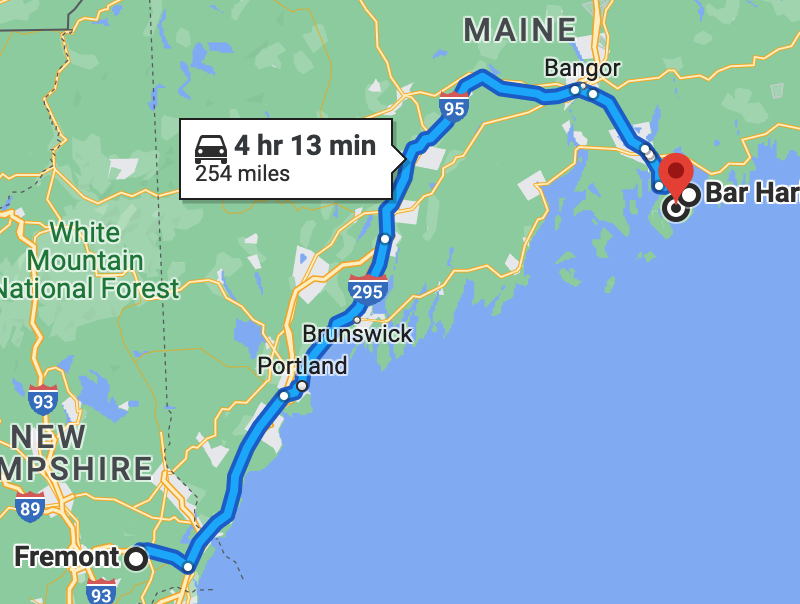 MAINE
Bangor
95
4 hr 13 min
254 miles
Bar Har
White
Mountain
National Forest
295
Brunswick
Portland
93
NEW
MPSHIRE
89
Fremont
93